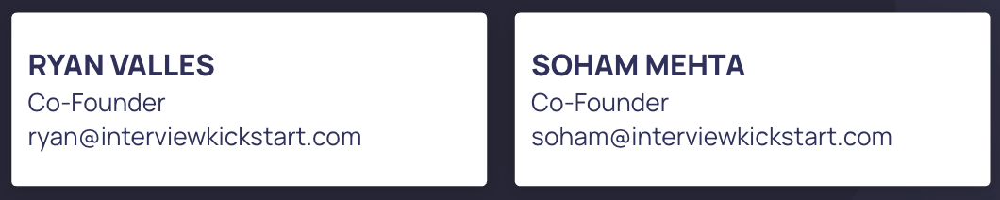 RYAN VALLES
Co-Founder
ryan@interviewkickstart.com
SOHAM MEHTA
Co-Founder
soham@interviewkickstart.com